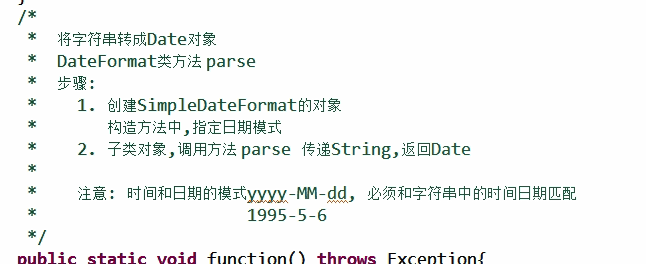 /*
 *  将字符串转成Date对象
 *  DateFormat类方法 parse
 *  步骤:
 *    1. 创建SimpleDateFormat的对象
 *       构造方法中,指定日期模式
 *    2. 子类对象,调用方法 parse 传递String,返回Date
 *
 *    注意: 时间和日期的模式yyyy-MM-dd, 必须和字符串中的时间日期匹配
 *                     1995-5-6
 */
public static void function() throws Exception{